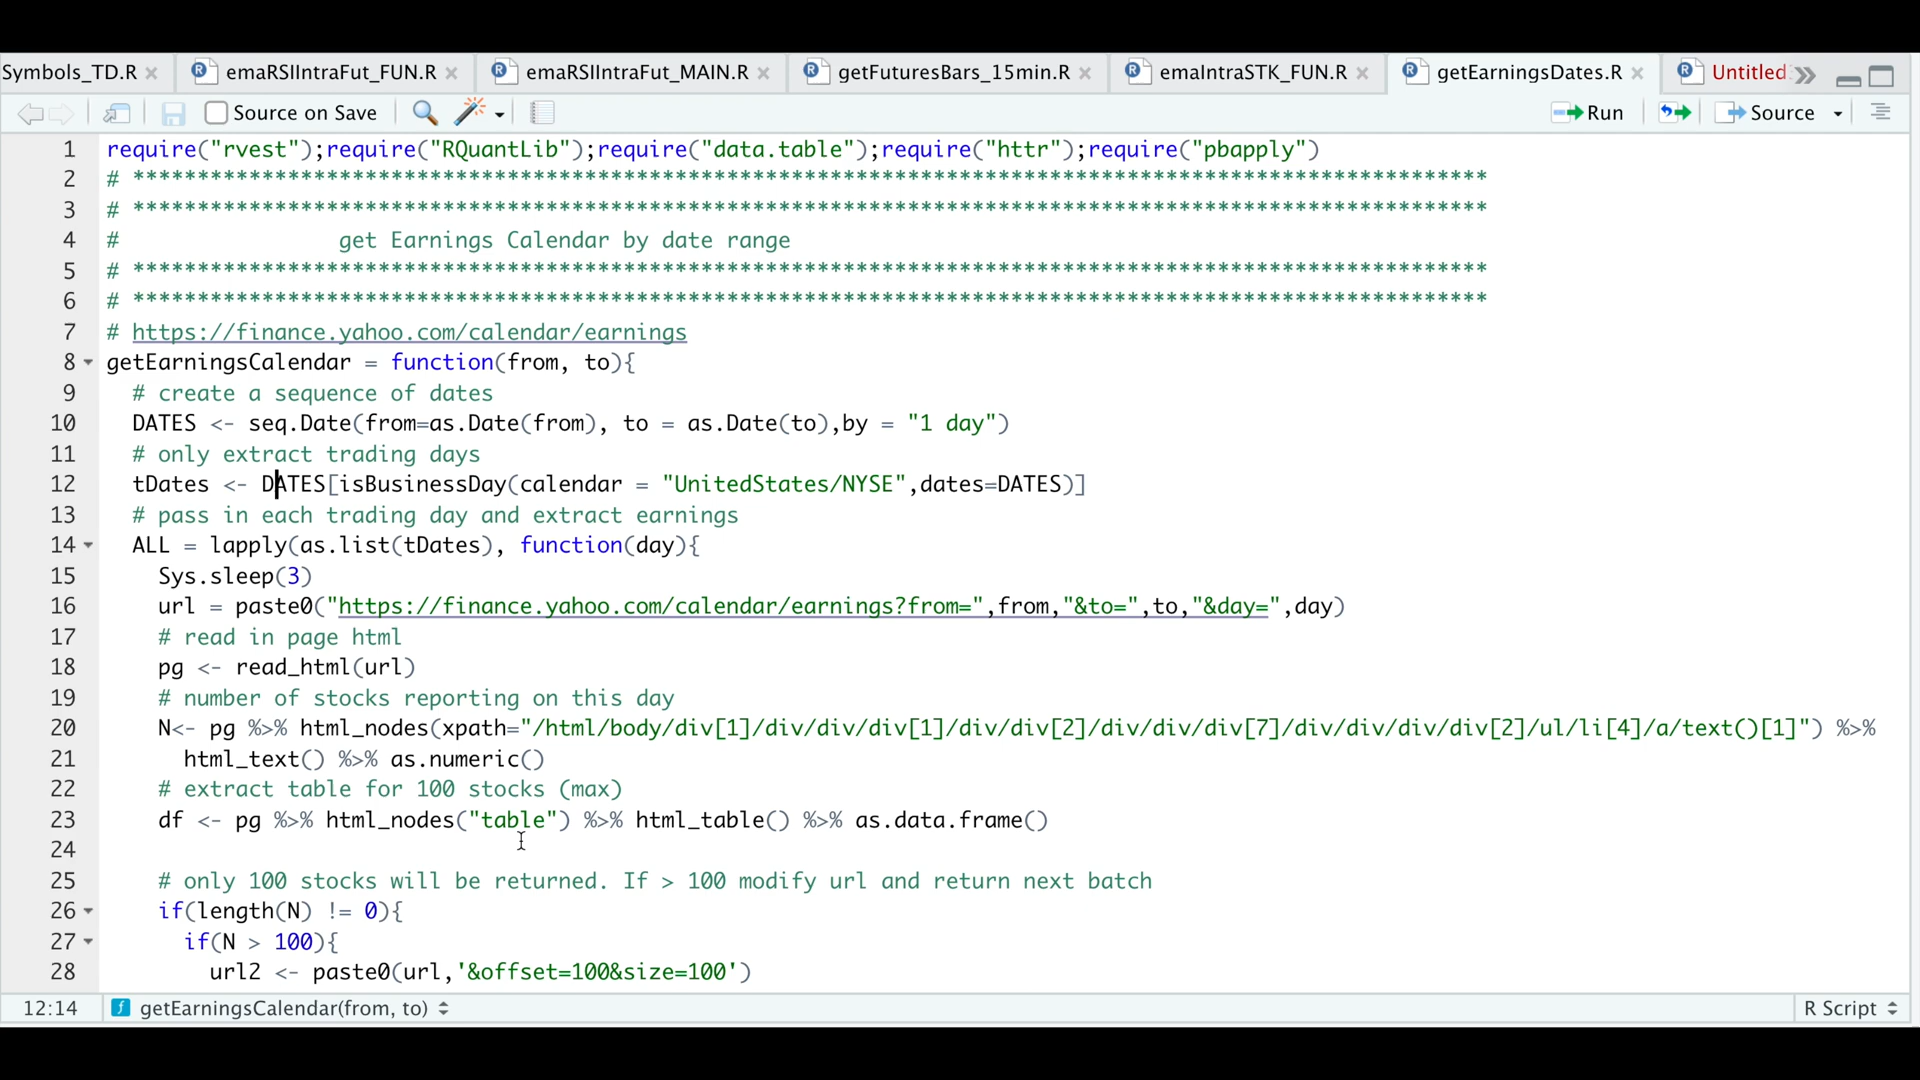 Symbols_TD.R emaRSIIntraFut_FUN.R emaRSIIntraFut_MAIN.R getFuturesBars_15min.R emaIntraSTK_FUN.R getEarningsDates.R Untitled
Source on Save Run Source
1 require("rvest");require("RQuantLib");require("data.table");require("httr");require("pbapply")
2 # *********************************************************************************************************
3 # *********************************************************************************************************
4 # get Earnings Calendar by date range
5 # *********************************************************************************************************
6 # *********************************************************************************************************
7 # https://finance.yahoo.com/calendar/earnings
8 getEarningsCalendar = function(from, to){
9 # create a sequence of dates
10 DATES <- seq.Date(from=as.Date(from), to = as.Date(to),by = "1 day")
11 # only extract trading days
12 tDates <- DATES[isBusinessDay(calendar = "UnitedStates/NYSE",dates=DATES)]
13 # pass in each trading day and extract earnings
14 ALL = lapply(as.list(tDates), function(day){
15 Sys.sleep(3)
16 url = paste0("https://finance.yahoo.com/calendar/earnings?from=",from,"&to=",to,"&day=",day)
17 # read in page html
18 pg <- read_html(url)
19 # number of stocks reporting on this day
20 N<- pg %>% html_nodes(xpath="/html/body/div[1]/div/div/div[1]/div/div[2]/div/div/div[7]/div/div/div/div[2]/ul/li[4]/a/text()[1]") %>%
21 html_text() %>% as.numeric()
22 # extract table for 100 stocks (max)
23 df <- pg %>% html_nodes("table") %>% html_table() %>% as.data.frame()
24
25 # only 100 stocks will be returned. If > 100 modify url and return next batch
26 if(length(N) != 0){
27 if(N > 100){
28 url2 <- paste0(url,'&offset=100&size=100')
12:14 getEarningsCalendar(from, to) R Script